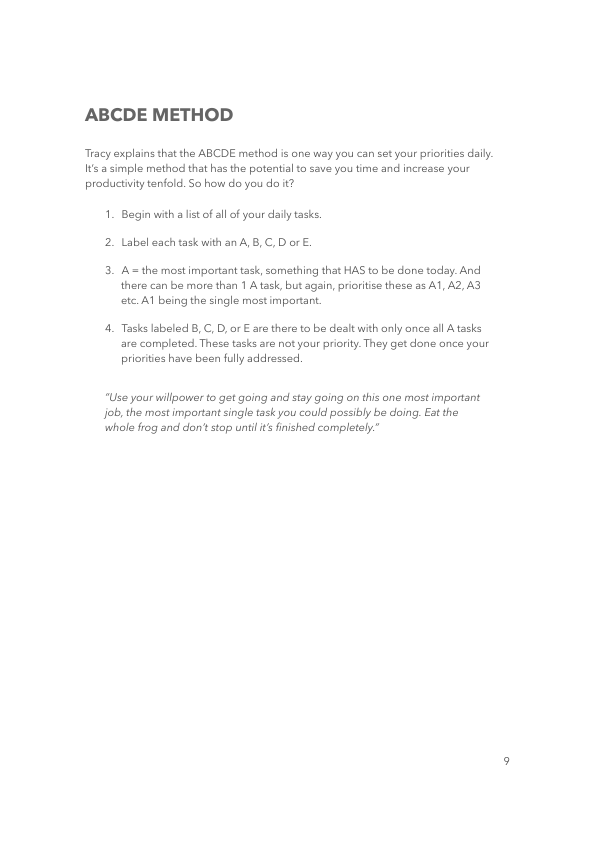 ABCDE METHOD
Tracy explains that the ABCDE method is one way you can set your priorities daily.
It’s a simple method that has the potential to save you time and increase your
productivity tenfold. So how do you do it?
1. Begin with a list of all of your daily tasks.
2. Label each task with an A, B, C, D or E.
3. A = the most important task, something that HAS to be done today. And
there can be more than 1 A task, but again, prioritise these as A1, A2, A3
etc. A1 being the single most important.
4. Tasks labeled B, C, D, or E are there to be dealt with only once all A tasks
are completed. These tasks are not your priority. They get done once your
priorities have been fully addressed.
“Use your willpower to get going and stay going on this one most important
job, the most important single task you could possibly be doing. Eat the
whole frog and don’t stop until it’s finished completely.”
9